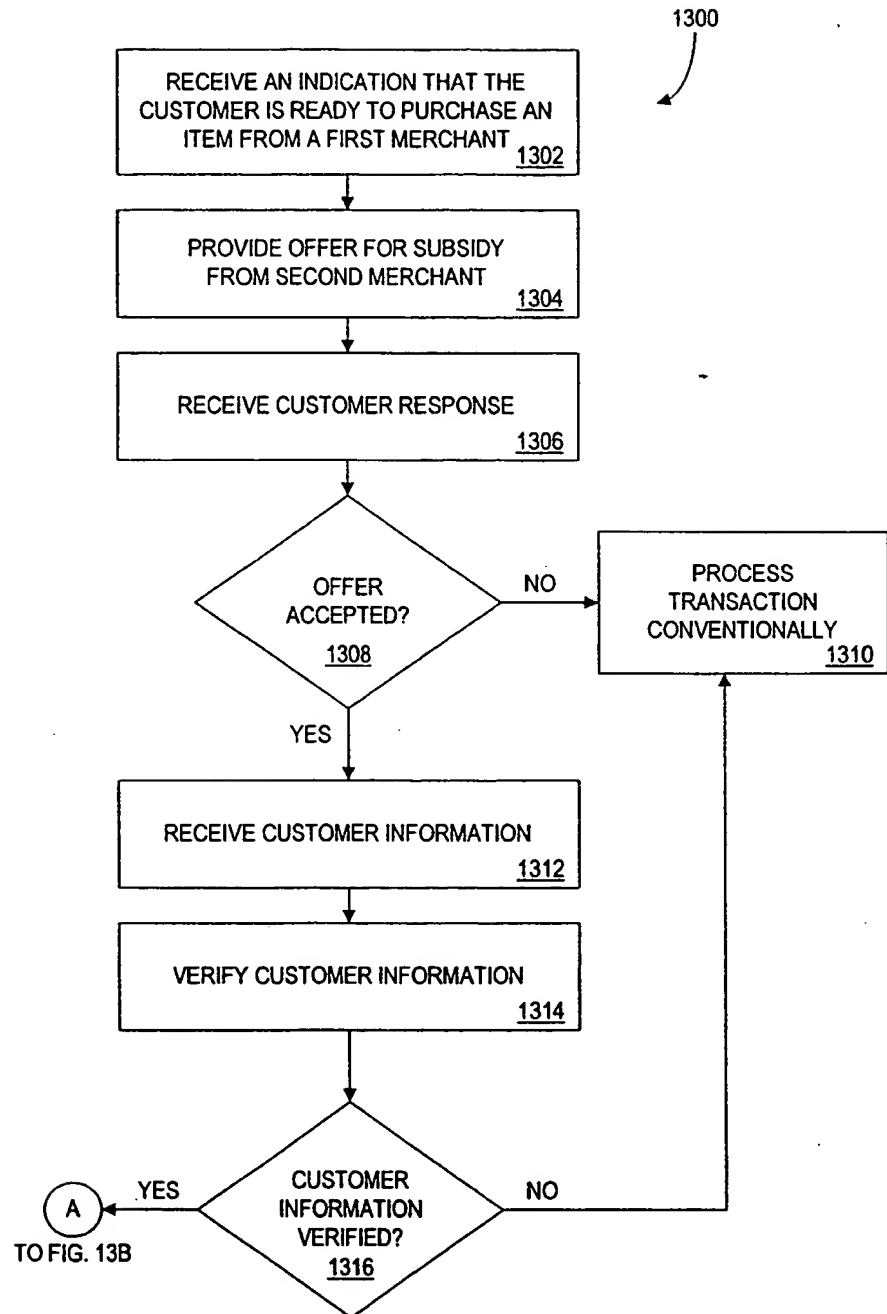 1300
RECEIVE AN INDICATION THAT THE
CUSTOMER IS READY TO PURCHASE AN
ITEM FROM A FIRST MERCHANT
1302
PROVIDE OFFER FOR SUBSIDY
FROM SECOND MERCHANT
1304
RECEIVE CUSTOMER RESPONSE
1306
OFFER
ACCEPTED?
1308
NO
PROCESS
TRANSACTION
CONVENTIONALLY
1310
YES
RECEIVE CUSTOMER INFORMATION
1312
VERIFY CUSTOMER INFORMATION
1314
CUSTOMER
INFORMATION
VERIFIED?
1316
NO
YES
A
TO FIG. 13B